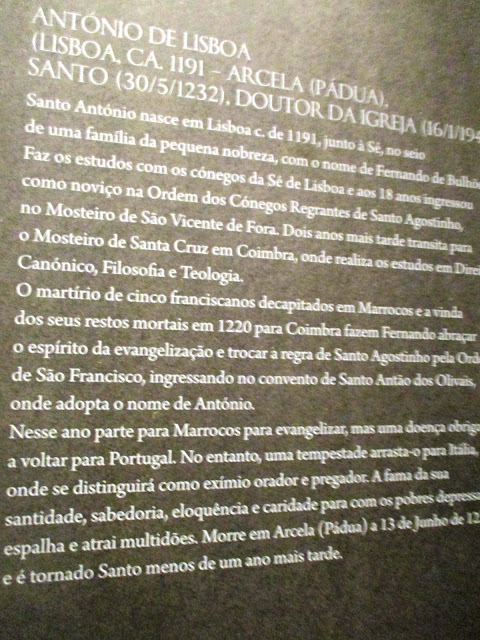 ANTÓNIO DE LISBOA
(LISBOA, CA. 1191 – ARCELA (PÁDUA),
SANTO (30/5/1232), DOUTOR DA IGREJA (16/1/194
Santo António nasce em Lisboa c. de 1191, junto à Sé, no seio
de uma família da pequena nobreza, com o nome de Fernando de Bulhõ
Faz os estudos com os cónegos da Sé de Lisboa e aos 18 anos ingressou
como noviço na Ordem dos Cónegos Regrantes de Santo Agostinho,
no Mosteiro de São Vicente de Fora. Dois anos mais tarde transita para
o Mosteiro de Santa Cruz em Coimbra, onde realiza os estudos em Direi
Canónico, Filosofia e Teologia.
O martírio de cinco franciscanos decapitados em Marrocos e a vinda
dos seus restos mortais em 1220 para Coimbra fazem Fernando abraçar
o espírito da evangelização e trocar a regra de Santo Agostinho pela Orde
de São Francisco, ingressando no convento de Santo Antão dos Olivais,
onde adopta o nome de António.
Nesse ano parte para Marrocos para evangelizar, mas uma doença obriga
a voltar para Portugal. No entanto, uma tempestade arrasta-o para Itália,
onde se distinguirá como exímio orador e pregador. A fama da sua
santidade, sabedoria, eloquência e caridade para com os pobres depressa
espalha e atrai multidões. Morre em Arcela (Pádua) a 13 de Junho de 12
e é tornado Santo menos de um ano mais tarde.